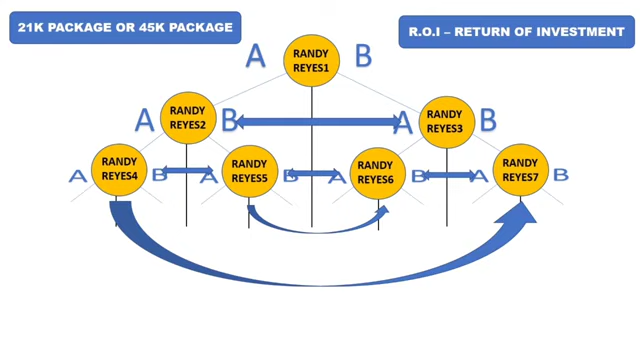 21K PACKAGE OR 45K PACKAGE
R.O.I – RETURN OF INVESTMENT
A
RANDY
REYES1
B
A
RANDY
REYES2
B
A
RANDY
REYES3
B
A
RANDY
REYES4
B
A
RANDY
REYES5
B
A
RANDY
REYES6
B
A
RANDY
REYES7
B